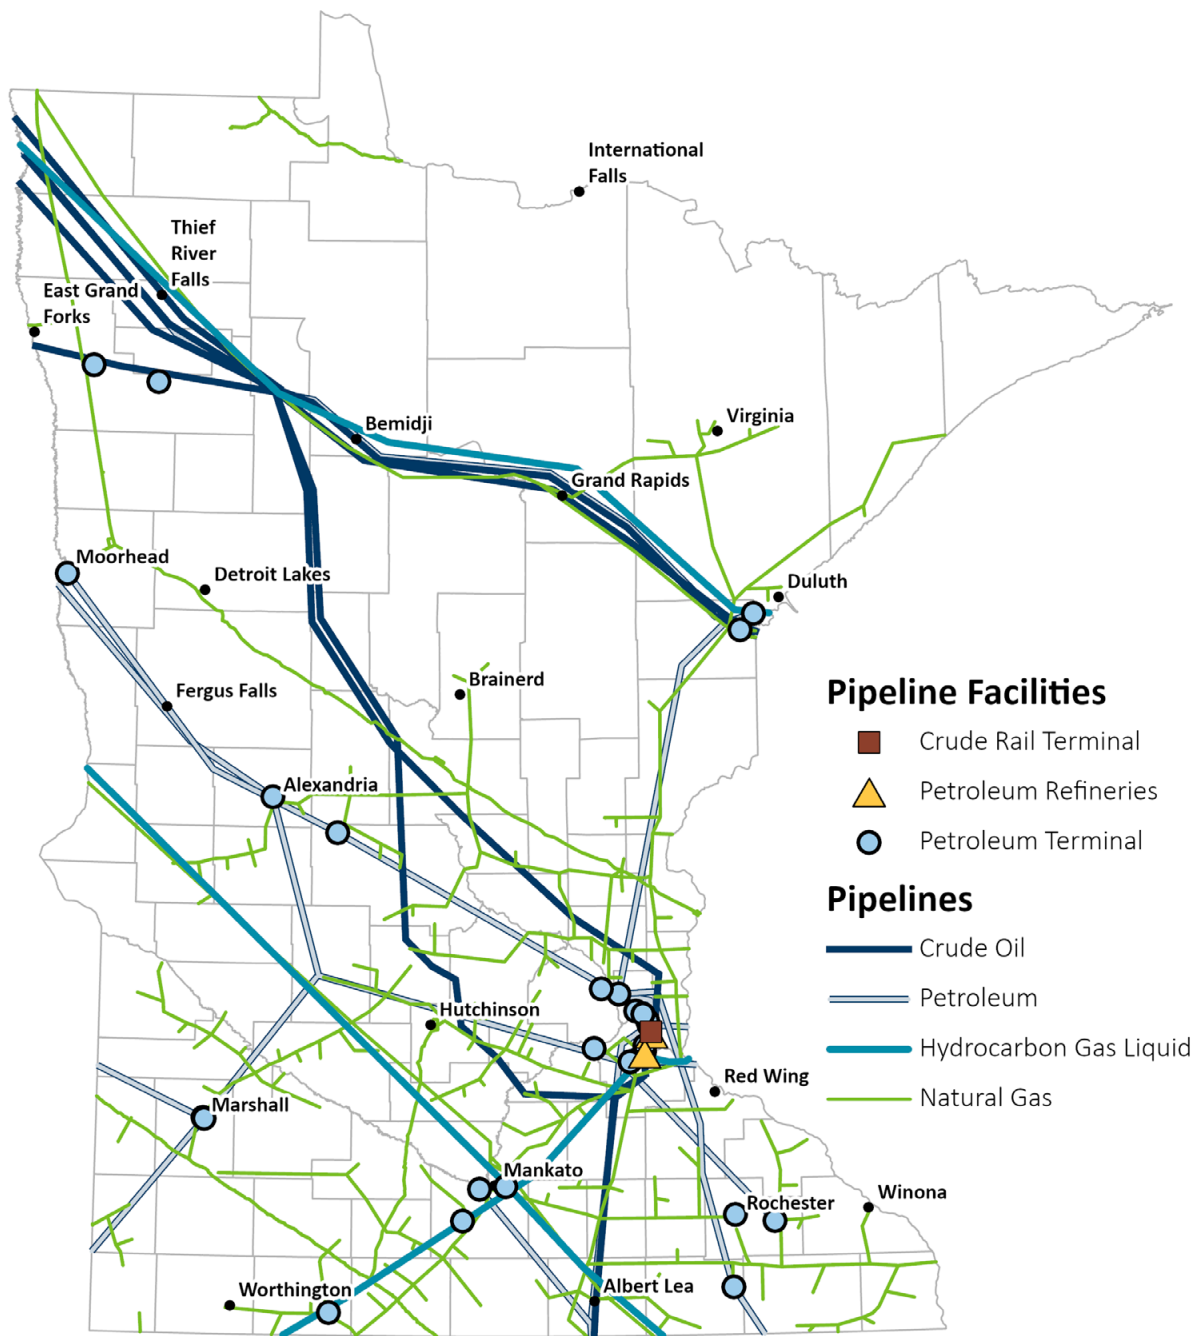 International
Falls
Thief
River
Falls
East Grand
Forks
Bemidji
Virginia
Grand Rapids
Moorhead
Detroit Lakes
Duluth
Brainerd
Fergus Falls
Alexandria
Hutchinson
Red Wing
Marshall
Mankato
Winona
Rochester
Albert Lea
Worthington
Pipeline Facilities
Crude Rail Terminal
Petroleum Refineries
Petroleum Terminal
Pipelines
Crude Oil
Petroleum
Hydrocarbon Gas Liquid
Natural Gas